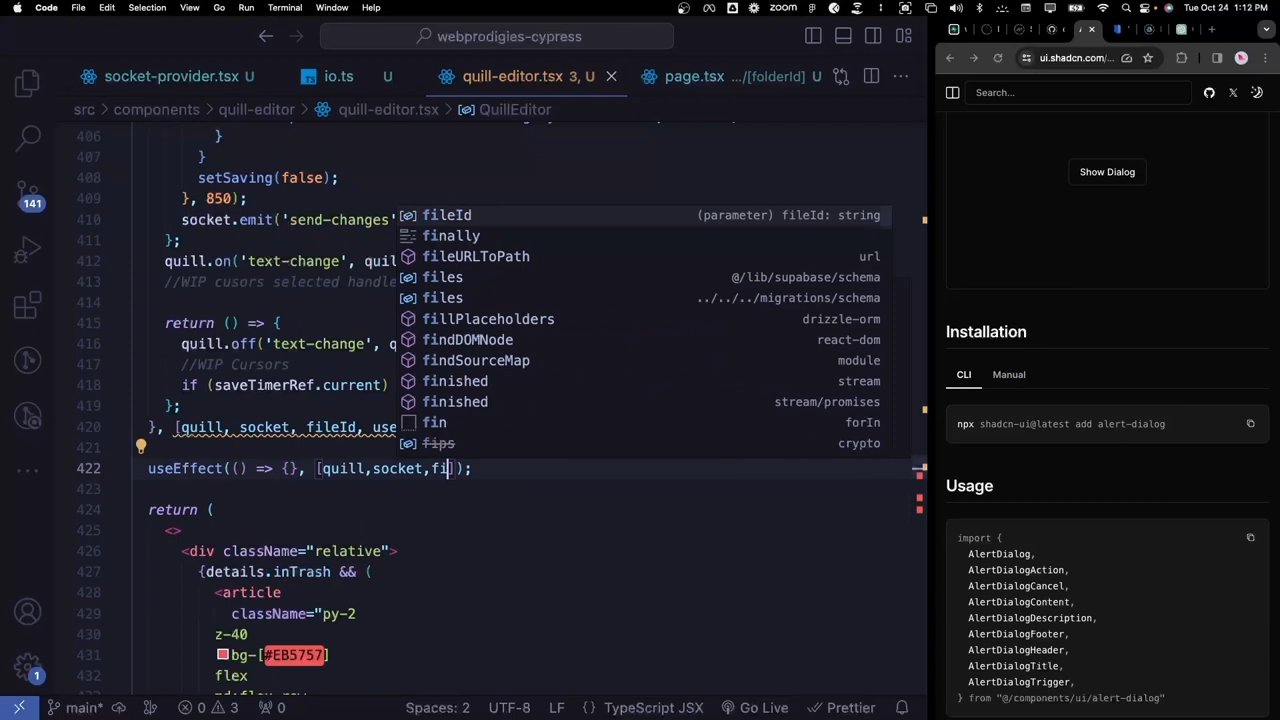 Code File Edit Selection View Go Run Terminal Window Help zoom Tue Oct 24 1:12 PM
webprodigies-cypress
socket-provider.tsx U io.ts U quill-editor.tsx 3, U page.tsx .../[folderId] U
src components quill-editor quill-editor.tsx QuillEditor
406 }
407 }
408 setSaving(false);
409 }, 850);
410 socket.emit('send-changes'
411 };
412 quill.on('text-change', qui
413 //WIP cusors selected handle
414
415 return () => {
416 quill.off('text-change', q
417 //WIP Cursors
418 if (saveTimerRef.current)
419 };
420 }, [quill, socket, fileId, use
421
422 useEffect(() => {}, [quill,socket,fi]);
423
424 return (
425 <>
426 <div className="relative">
427 {details.inTrash && (
428 <article
429 className="py-2
430 z-40
431 bg-[#EB5757]
432 flex
fileId (parameter) fileId: string
finally
fileURLToPath url
files @/lib/supabase/schema
files ../../../migrations/schema
fillPlaceholders drizzle-orm
findDOMNode react-dom
findSourceMap module
finished stream
finished stream/promises
fin forIn
fips crypto
141
1
main* 0 3 0 Spaces: 2 UTF-8 LF {} TypeScript JSX Go Live Prettier
ui.shadcn.com/...
Search...
Show Dialog
Installation
CLI Manual
npx shadcn-ui@latest add alert-dialog
Usage
import {
AlertDialog,
AlertDialogAction,
AlertDialogCancel,
AlertDialogContent,
AlertDialogDescription,
AlertDialogFooter,
AlertDialogHeader,
AlertDialogTitle,
AlertDialogTrigger,
} from "@/components/ui/alert-dialog"